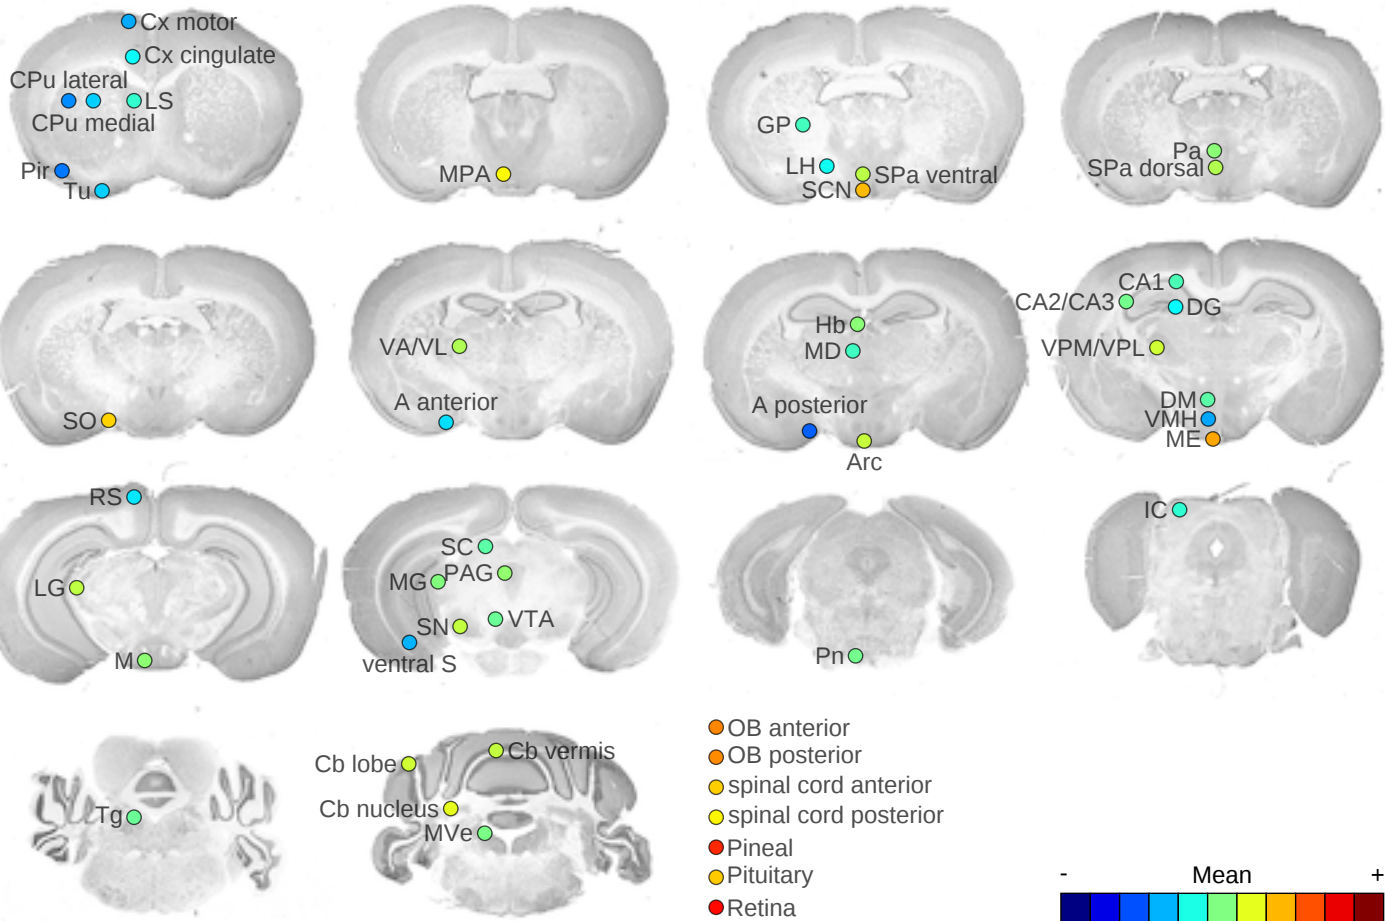 Cx motor
Cx cingulate
CPu lateral
LS
CPu medial
Pir
Tu
MPA
GP
LH
SPa ventral
SCN
Pa
SPa dorsal
SO
VA/VL
A anterior
Hb
MD
A posterior
Arc
CA1
CA2/CA3
DG
VPM/VPL
DM
VMH
ME
RS
LG
M
SC
PAG
MG
VTA
SN
ventral S
Pn
IC
Tg
Cb lobe
Cb vermis
Cb nucleus
MVe
OB anterior
OB posterior
spinal cord anterior
spinal cord posterior
Pineal
Pituitary
Retina
- Mean +